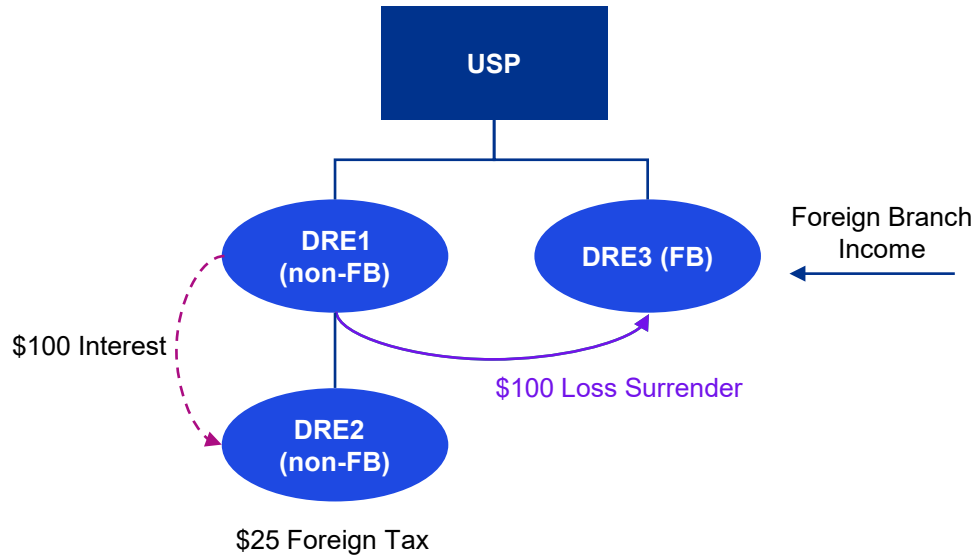 USP
DRE1
(non-FB)
DRE3 (FB)
Foreign Branch
Income
$100 Interest
$100 Loss Surrender
DRE2
(non-FB)
$25 Foreign Tax